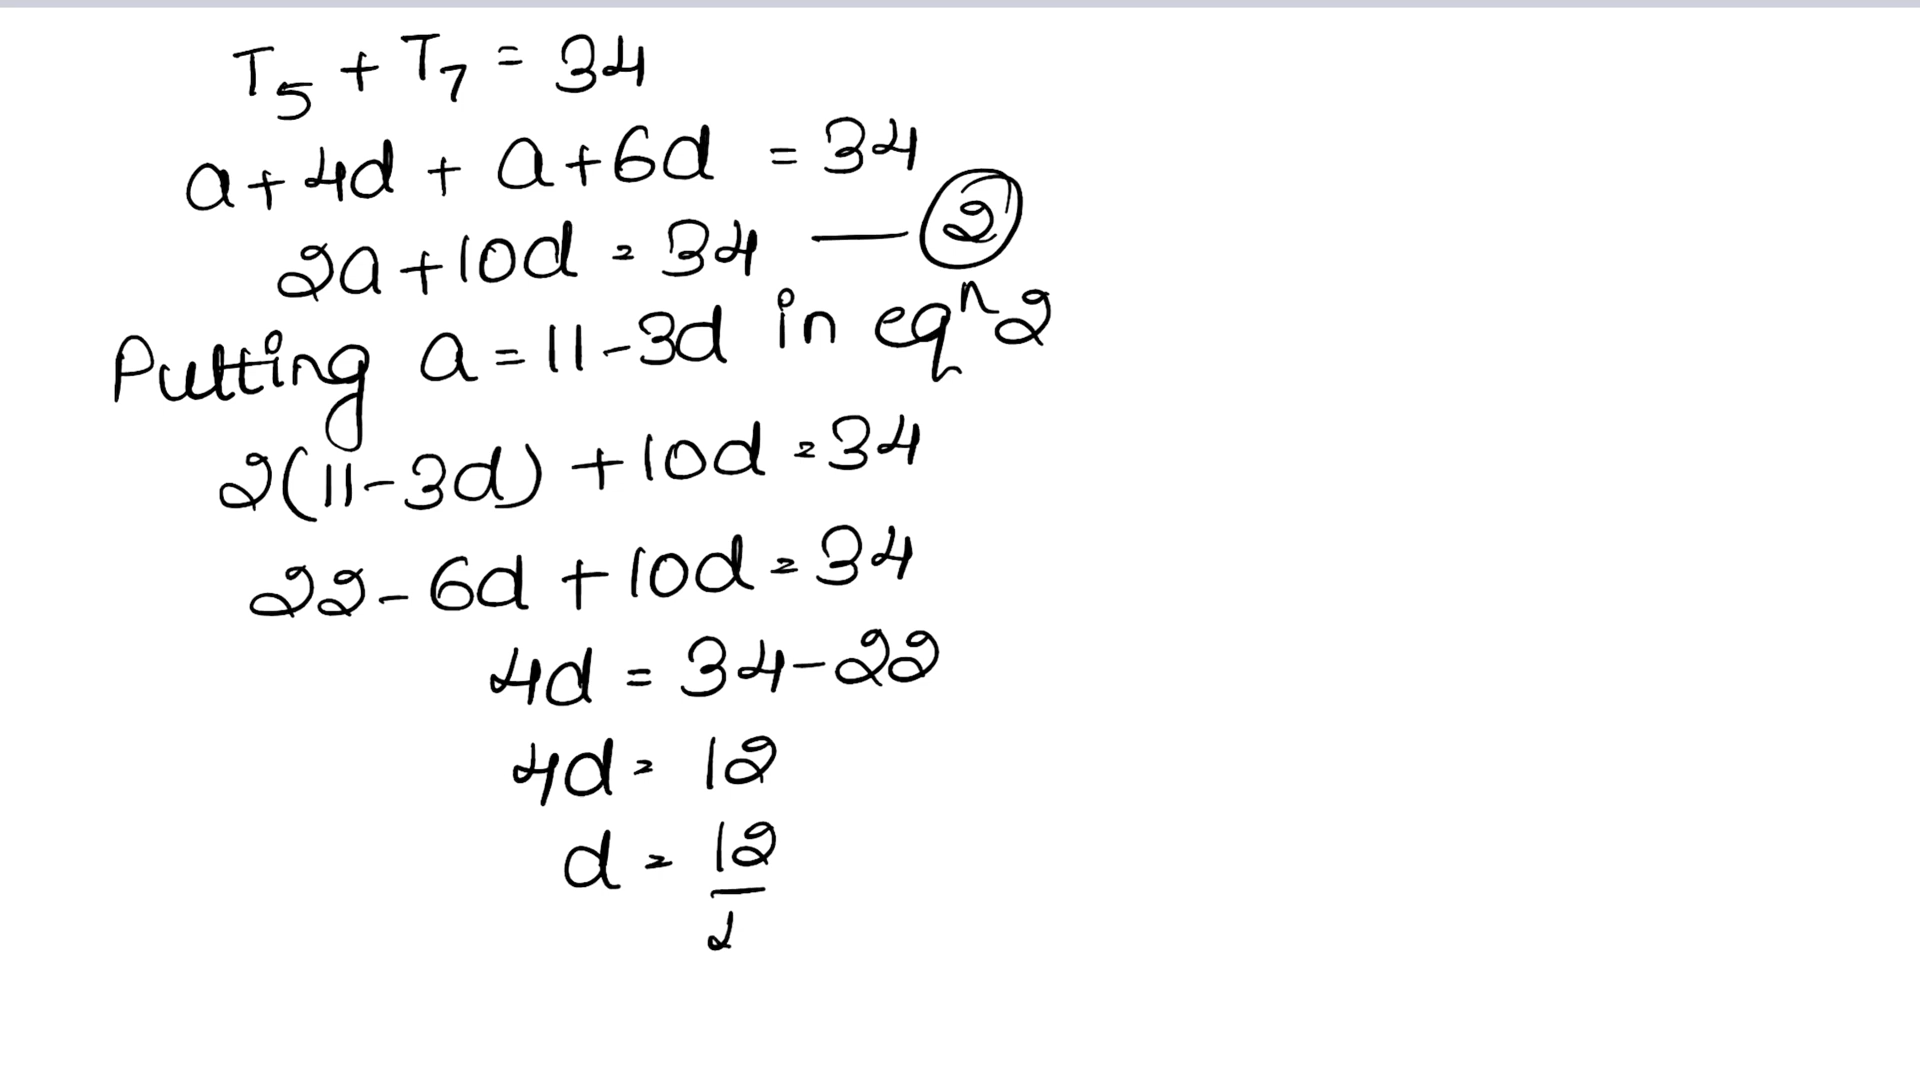 T₅ + T₇ = 34
a + 4d + a + 6d = 34
2a + 10d = 34 — ②
Putting a = 11 - 3d in eqⁿ 2
2(11 - 3d) + 10d = 34
22 - 6d + 10d = 34
4d = 34 - 22
4d = 12
d = 12